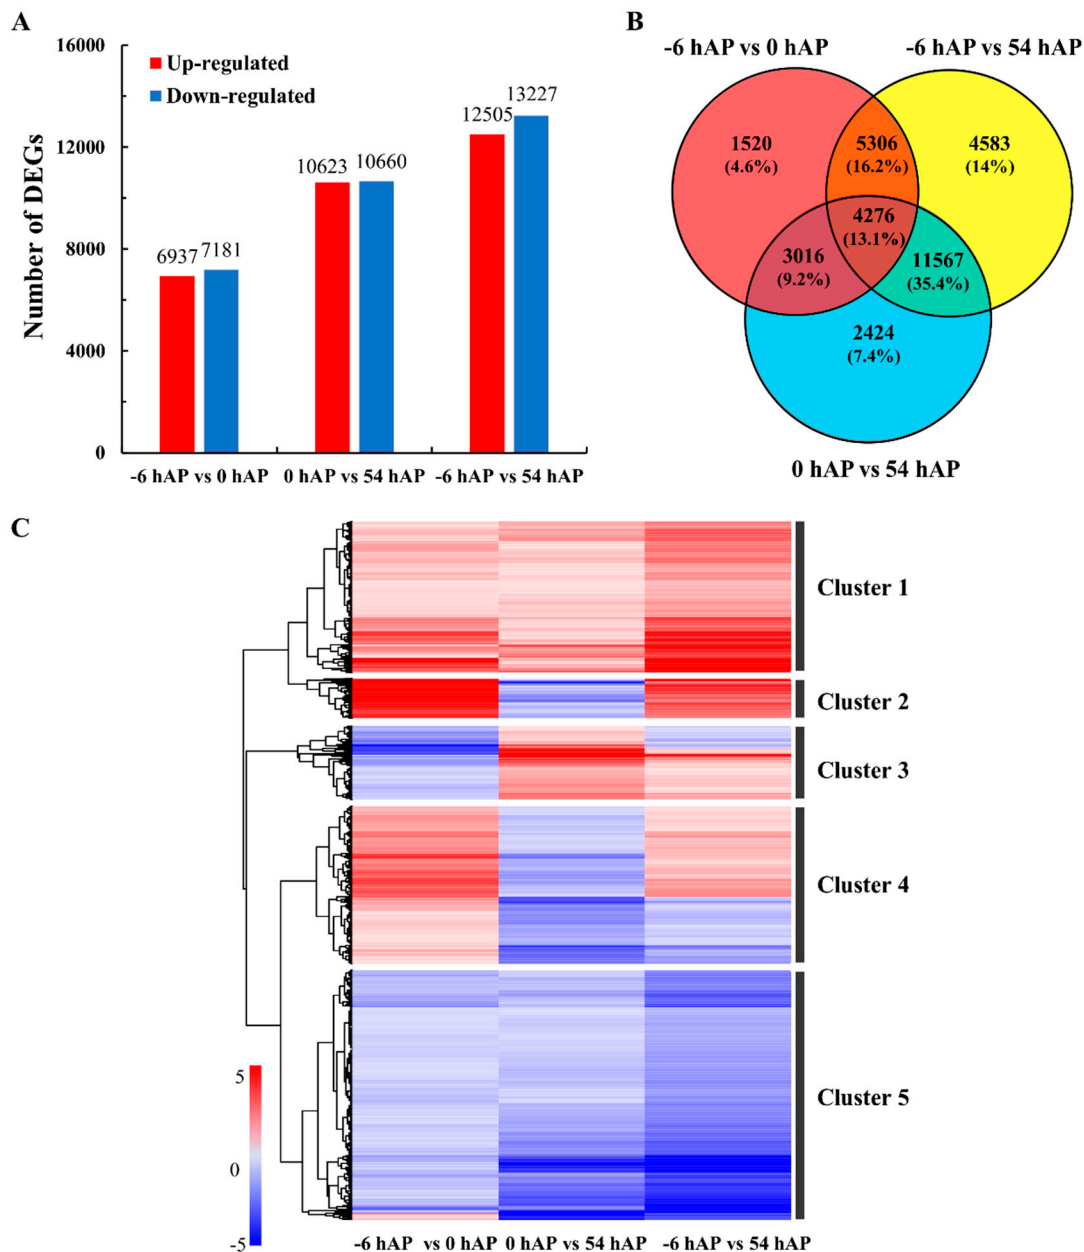 A
16000
12000
8000
4000
0
Number of DEGs
Up-regulated
Down-regulated
6937
7181
10623
10660
12505
13227
-6 hAP vs 0 hAP
0 hAP vs 54 hAP
-6 hAP vs 54 hAP
B
-6 hAP vs 0 hAP
-6 hAP vs 54 hAP
1520
(4.6%)
5306
(16.2%)
4583
(14%)
4276
(13.1%)
3016
(9.2%)
11567
(35.4%)
2424
(7.4%)
0 hAP vs 54 hAP
C
Cluster 1
Cluster 2
Cluster 3
Cluster 4
Cluster 5
5
0
-5
-6 hAP vs 0 hAP
0 hAP vs 54 hAP
-6 hAP vs 54 hAP